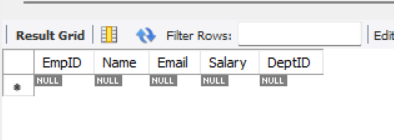 Result Grid Filter Rows: Edit
EmpID Name Email Salary DeptID
NULL NULL NULL NULL NULL